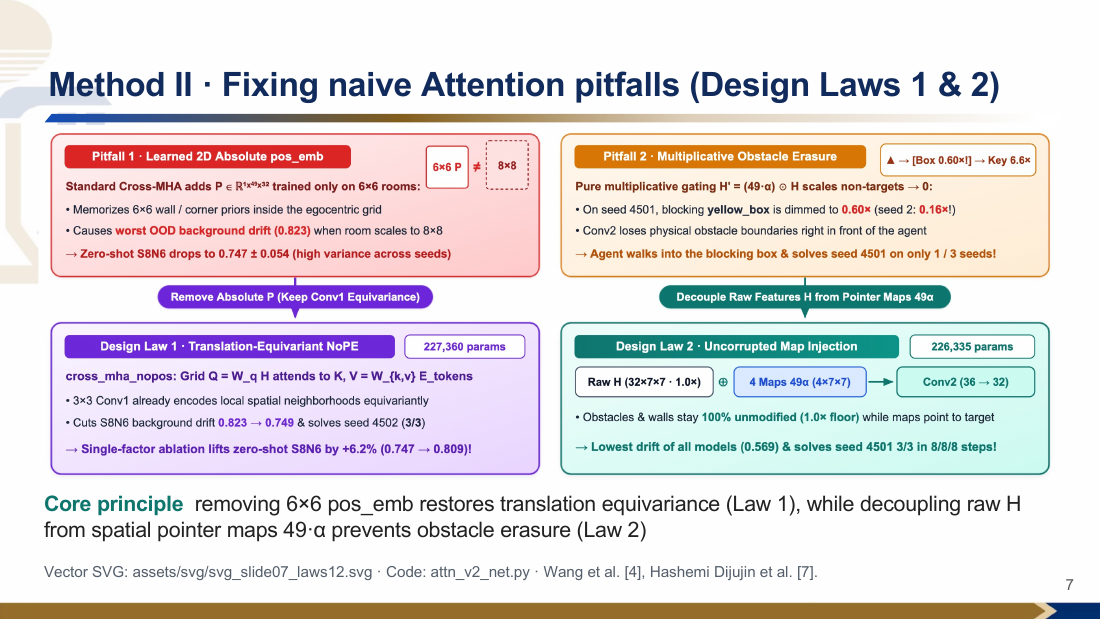 Method II · Fixing naive Attention pitfalls (Design Laws 1 & 2)
Pitfall 1 · Learned 2D Absolute pos_emb
6×6 P ≠ 8×8
Standard Cross-MHA adds P ∈ ℝ¹ˣ⁴⁹ˣ³² trained only on 6×6 rooms:
• Memorizes 6×6 wall / corner priors inside the egocentric grid
• Causes worst OOD background drift (0.823) when room scales to 8×8
→ Zero-shot S8N6 drops to 0.747 ± 0.054 (high variance across seeds)
Remove Absolute P (Keep Conv1 Equivariance)
Design Law 1 · Translation-Equivariant NoPE
227,360 params
cross_mha_nopos: Grid Q = W_q H attends to K, V = W_{k,v} E_tokens
• 3×3 Conv1 already encodes local spatial neighborhoods equivariantly
• Cuts S8N6 background drift 0.823 → 0.749 & solves seed 4502 (3/3)
→ Single-factor ablation lifts zero-shot S8N6 by +6.2% (0.747 → 0.809)!
Pitfall 2 · Multiplicative Obstacle Erasure
▲ → [Box 0.60×!] → Key 6.6×
Pure multiplicative gating H' = (49·α) ⊙ H scales non-targets → 0:
• On seed 4501, blocking yellow_box is dimmed to 0.60× (seed 2: 0.16×!)
• Conv2 loses physical obstacle boundaries right in front of the agent
→ Agent walks into the blocking box & solves seed 4501 on only 1 / 3 seeds!
Decouple Raw Features H from Pointer Maps 49α
Design Law 2 · Uncorrupted Map Injection
226,335 params
Raw H (32×7×7 · 1.0×) ⊕ 4 Maps 49α (4×7×7) → Conv2 (36 → 32)
• Obstacles & walls stay 100% unmodified (1.0× floor) while maps point to target
→ Lowest drift of all models (0.569) & solves seed 4501 3/3 in 8/8/8 steps!
Core principle removing 6×6 pos_emb restores translation equivariance (Law 1), while decoupling raw H
from spatial pointer maps 49·α prevents obstacle erasure (Law 2)
Vector SVG: assets/svg/svg_slide07_laws12.svg · Code: attn_v2_net.py · Wang et al. [4], Hashemi Dijujin et al. [7].
7